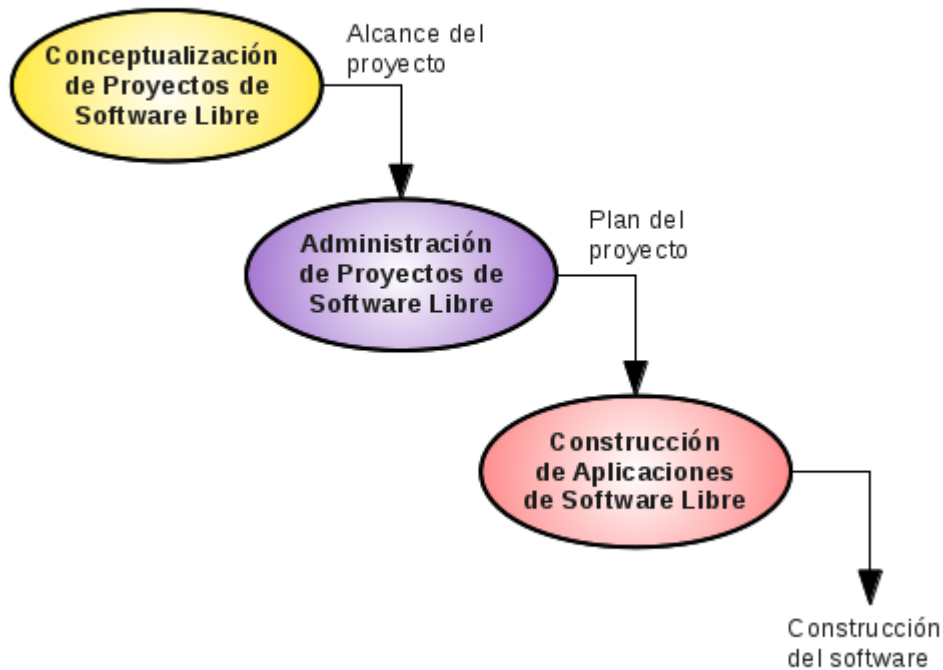 Conceptualización
de Proyectos de
Software Libre
Alcance del
proyecto
Administración
de Proyectos de
Software Libre
Plan del
proyecto
Construcción
de Aplicaciones
de Software Libre
Construcción
del software